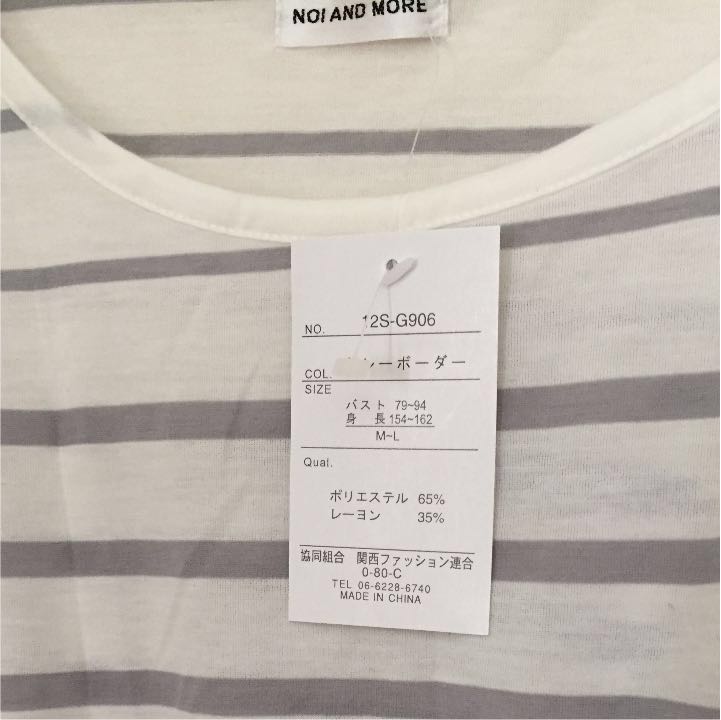 NOI AND MORE
NO. 12S-G906
COL. レーボーダー
SIZE
バスト 79~94
身 長 154~162
M~L
Qual.
ポリエステル 65%
レーヨン 35%
協同組合 関西ファッション連合
0-80-C
TEL 06-6228-6740
MADE IN CHINA